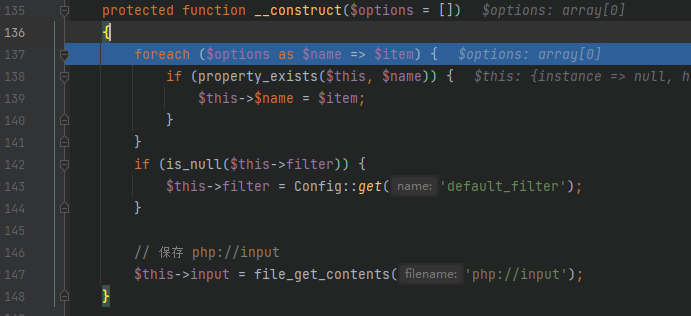 135 protected function __construct($options = []) $options: array[0]
136 {
137 foreach ($options as $name => $item) { $options: array[0]
138 if (property_exists($this, $name)) { $this: {instance => null, h
139 $this->$name = $item;
140 }
141 }
142 if (is_null($this->filter)) {
143 $this->filter = Config::get( name: 'default_filter');
144 }
145
146 // 保存 php://input
147 $this->input = file_get_contents( filename: 'php://input');
148 }